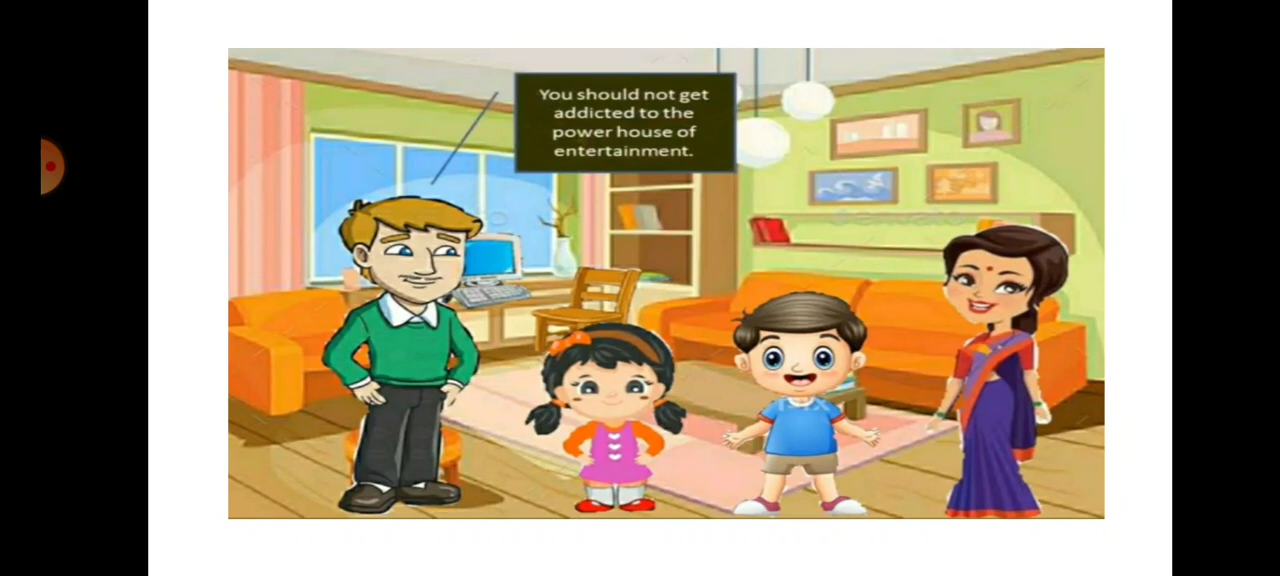 You should not get
addicted to the
power house of
entertainment.